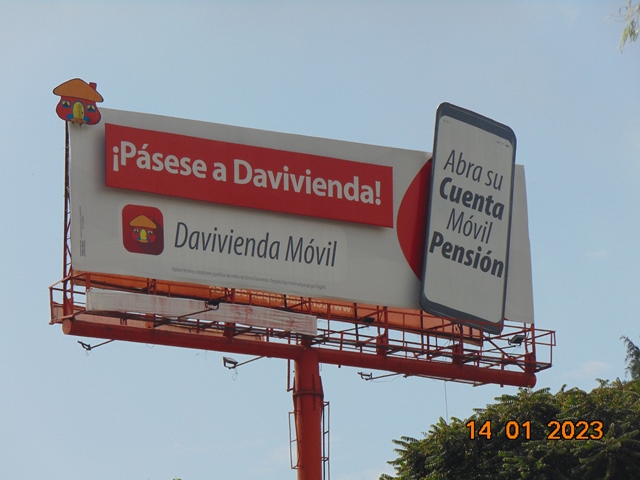 ¡Pásese a Davivienda!
Davivienda Móvil
Abra su
Cuenta
Móvil
Pensión
14 01 2023